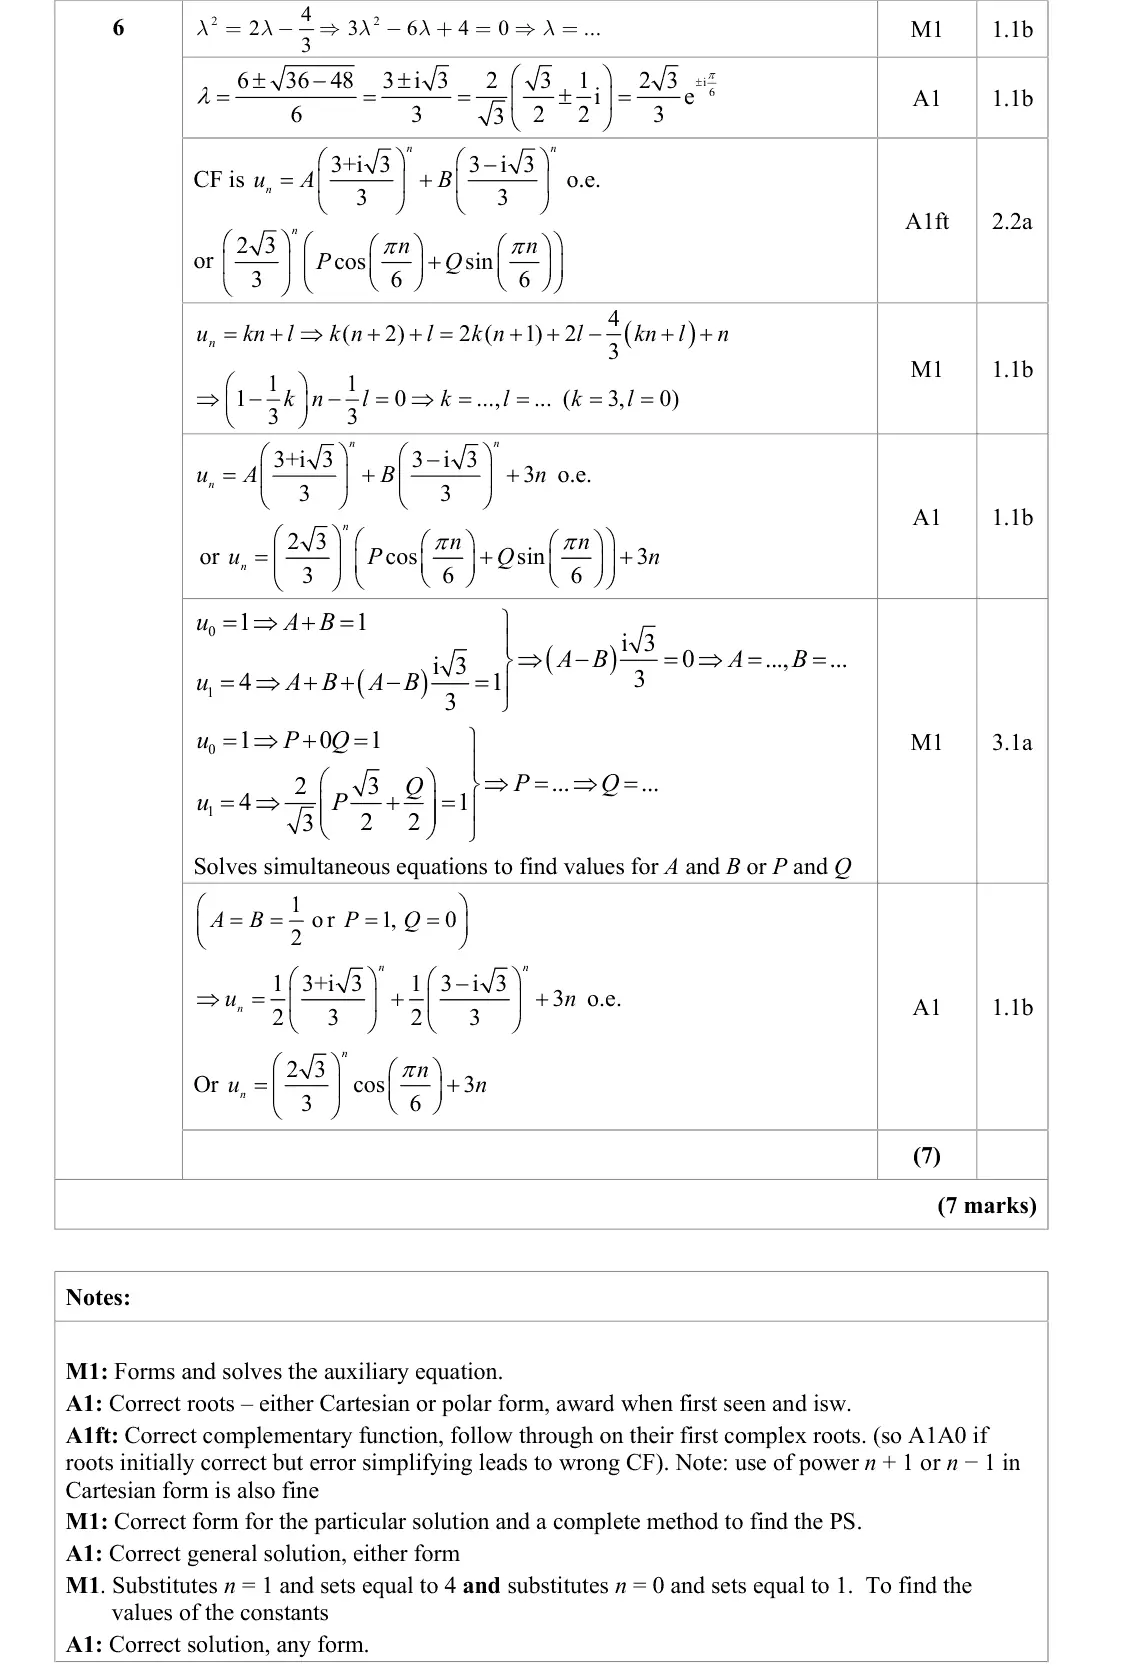 6 λ² = 2λ − 4/3 ⇒ 3λ² − 6λ + 4 = 0 ⇒ λ = ... M1 1.1b
λ = (6 ± √(36 − 48))/6 = (3 ± i√3)/3 = 2/√3 (√3/2 ± 1/2 i) = (2√3)/3 e^(±i π/6) A1 1.1b
CF is uₙ = A((3+i√3)/3)ⁿ + B((3−i√3)/3)ⁿ o.e.
or ((2√3)/3)ⁿ (P cos(πn/6) + Q sin(πn/6)) A1ft 2.2a
uₙ = kn + l ⇒ k(n + 2) + l = 2k(n + 1) + 2l − 4/3 (kn + l) + n
⇒ (1 − 1/3 k) n − 1/3 l = 0 ⇒ k = ..., l = ... (k = 3, l = 0) M1 1.1b
uₙ = A((3+i√3)/3)ⁿ + B((3−i√3)/3)ⁿ + 3n o.e.
or uₙ = ((2√3)/3)ⁿ (P cos(πn/6) + Q sin(πn/6)) + 3n A1 1.1b
u₀ = 1 ⇒ A + B = 1
u₁ = 4 ⇒ A + B + (A − B) i√3/3 = 1 } ⇒ (A − B) i√3/3 = 0 ⇒ A = ..., B = ...
u₀ = 1 ⇒ P + 0Q = 1
u₁ = 4 ⇒ 2/√3 (P √3/2 + Q/2) = 1 } ⇒ P = ... ⇒ Q = ... M1 3.1a
Solves simultaneous equations to find values for A and B or P and Q
(A = B = 1/2 or P = 1, Q = 0)
⇒ uₙ = 1/2 ((3+i√3)/3)ⁿ + 1/2 ((3−i√3)/3)ⁿ + 3n o.e. A1 1.1b
Or uₙ = ((2√3)/3)ⁿ cos(πn/6) + 3n
(7)
(7 marks)
Notes:
M1: Forms and solves the auxiliary equation.
A1: Correct roots – either Cartesian or polar form, award when first seen and isw.
A1ft: Correct complementary function, follow through on their first complex roots. (so A1A0 if
roots initially correct but error simplifying leads to wrong CF). Note: use of power n + 1 or n − 1 in
Cartesian form is also fine
M1: Correct form for the particular solution and a complete method to find the PS.
A1: Correct general solution, either form
M1. Substitutes n = 1 and sets equal to 4 and substitutes n = 0 and sets equal to 1. To find the
values of the constants
A1: Correct solution, any form.